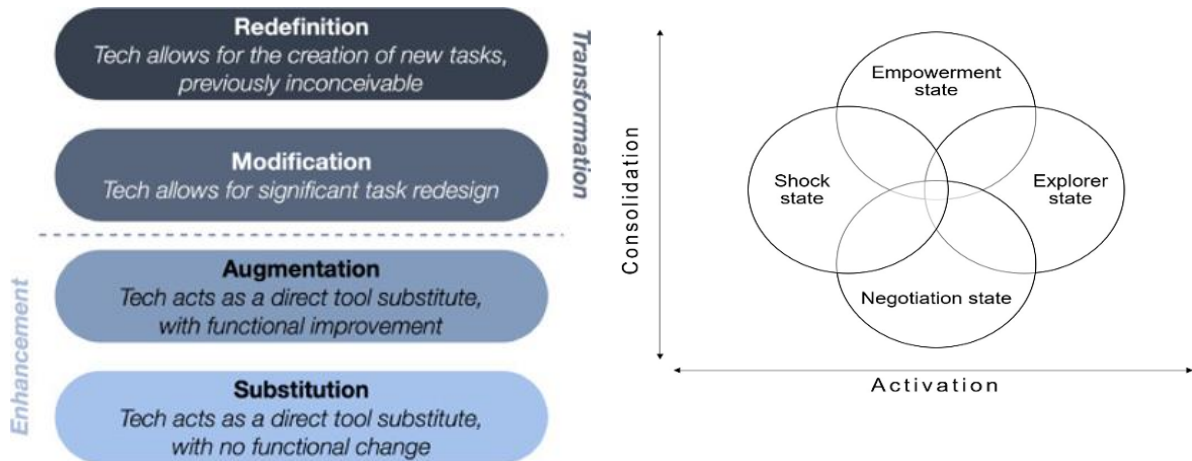 Redefinition
Tech allows for the creation of new tasks,
previously inconceivable
Modification
Tech allows for significant task redesign
Transformation
Augmentation
Tech acts as a direct tool substitute,
with functional improvement
Substitution
Tech acts as a direct tool substitute,
with no functional change
Enhancement
Consolidation
Empowerment
state
Shock
state
Explorer
state
Negotiation state
Activation